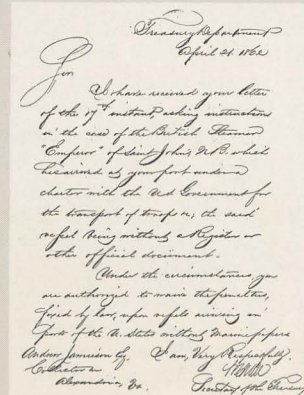 Treasury Department
April 21. 1862
Sir
I have received your letter
of the 17th instant, asking instructions
in the case of the British Steamer
"Emperor" of Saint John's N.B. which
has arrived at your port under a
charter with the Ud Government for
the transport of troops &c, the said
vessel being without a Register or
other official document.
Under the circumstances, you
are authorized to waive the penalties,
fixed by law, upon vessels arriving in
ports of the U. States without Marine papers
I am, Very Respectfully,
Andrew Jamieson Esq.
Collector &c
Alexandria, Va.
Secretary of the Treasury